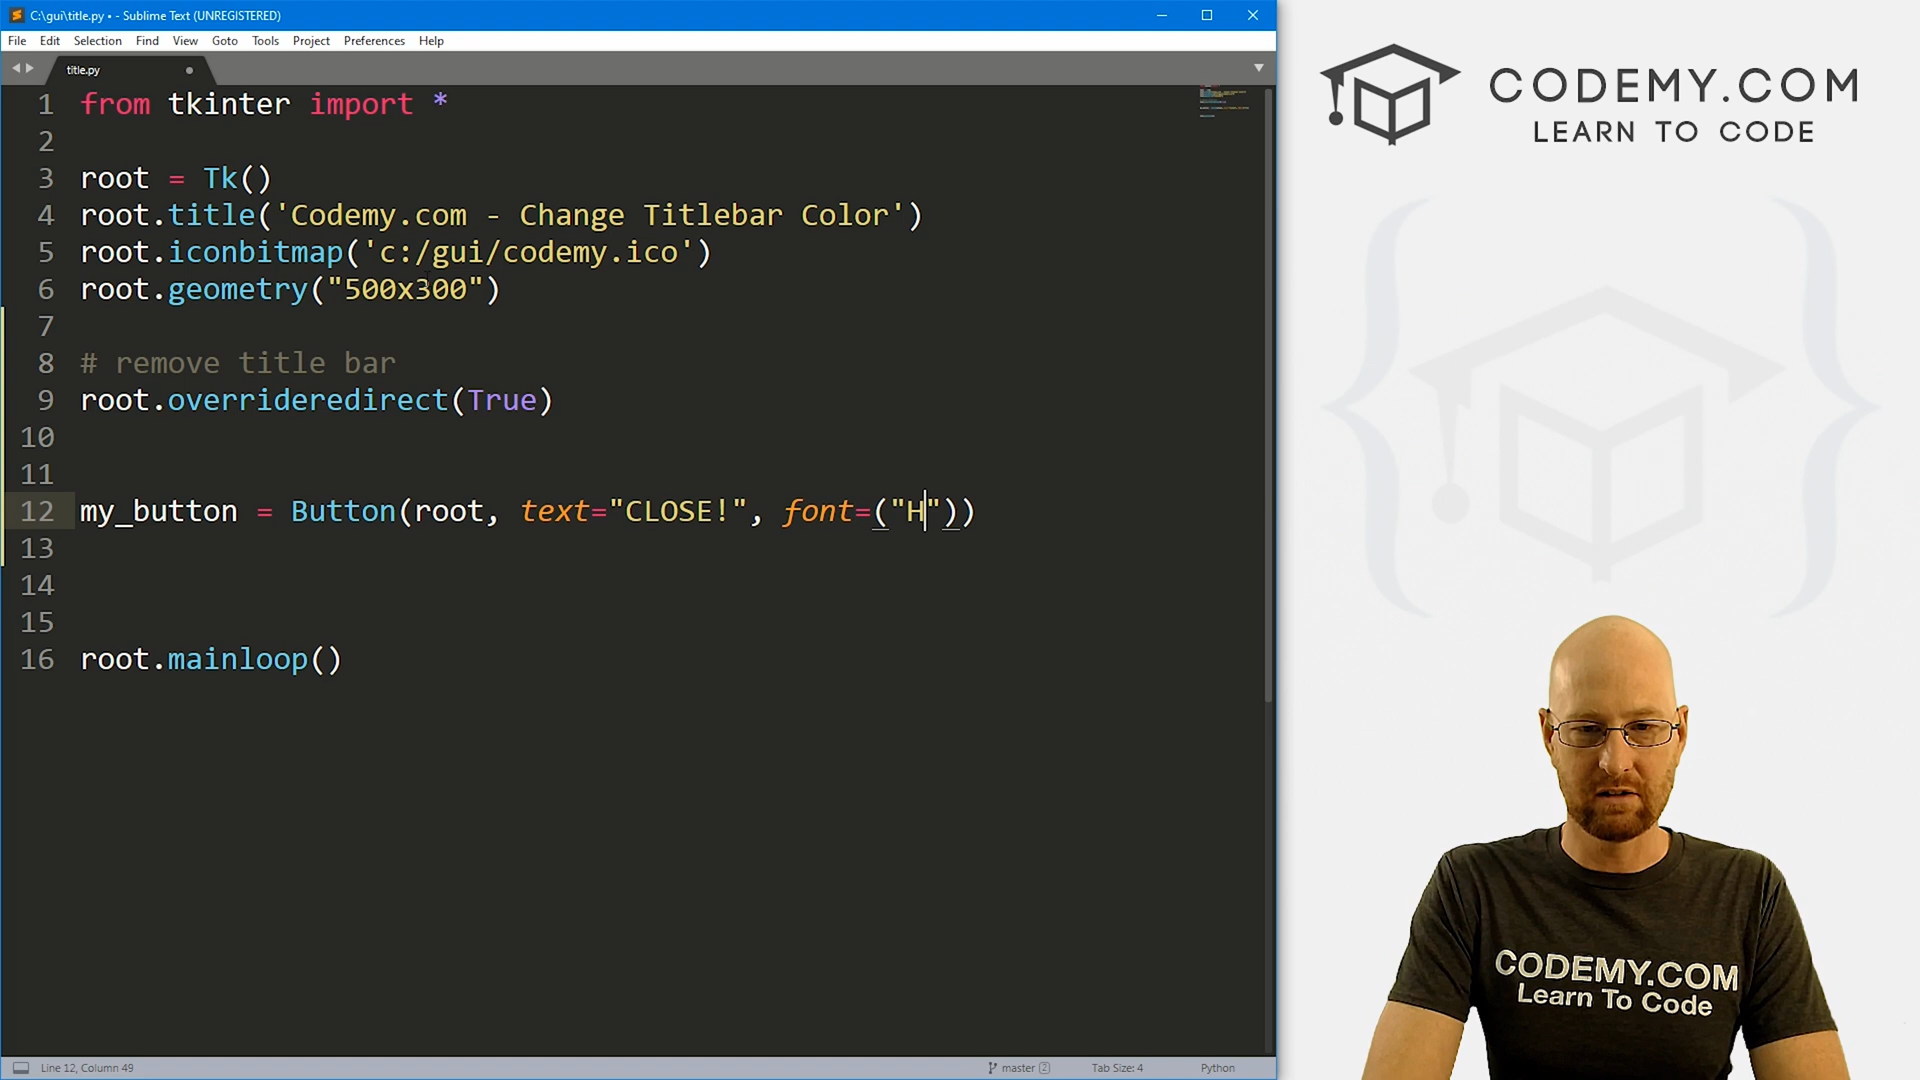 C:\gui\title.py • - Sublime Text (UNREGISTERED)
File Edit Selection Find View Goto Tools Project Preferences Help
title.py
1 from tkinter import *
2
3 root = Tk()
4 root.title('Codemy.com - Change Titlebar Color')
5 root.iconbitmap('c:/gui/codemy.ico')
6 root.geometry("500x300")
7
8 # remove title bar
9 root.overrideredirect(True)
10
11
12 my_button = Button(root, text="CLOSE!", font=("H"))
13
14
15
16 root.mainloop()
Line 12, Column 49 master 2 Tab Size: 4 Python
CODEMY.COM
LEARN TO CODE
CODEMY.COM
Learn To Code